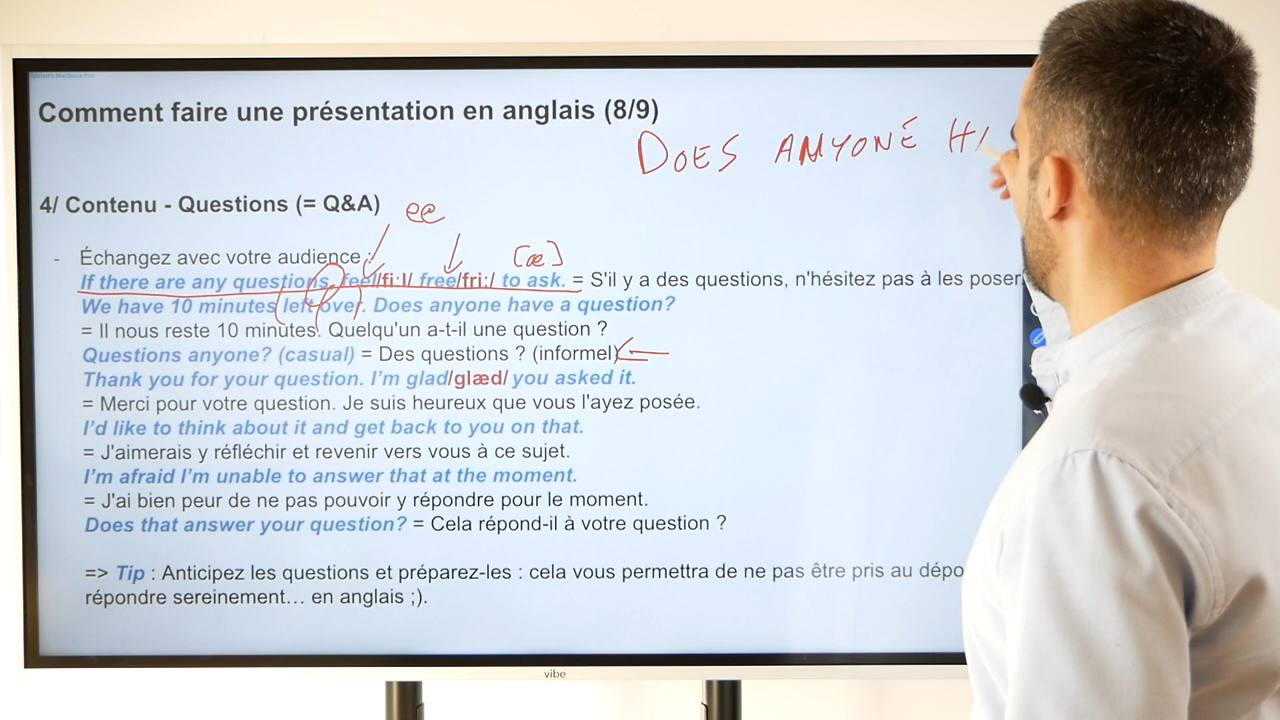 Comment faire une présentation en anglais (8/9)
DOES ANYONE HA
4/ Contenu - Questions (= Q&A)
ee
- Échangez avec votre audience :
[æ]
If there are any questions, feel/fi:l/ free/fri:/ to ask. = S'il y a des questions, n'hésitez pas à les poser.
We have 10 minutes left over. Does anyone have a question?
= Il nous reste 10 minutes. Quelqu'un a-t-il une question ?
Questions anyone? (casual) = Des questions ? (informel)
Thank you for your question. I'm glad/glæd/ you asked it.
= Merci pour votre question. Je suis heureux que vous l'ayez posée.
I'd like to think about it and get back to you on that.
= J'aimerais y réfléchir et revenir vers vous à ce sujet.
I'm afraid I'm unable to answer that at the moment.
= J'ai bien peur de ne pas pouvoir y répondre pour le moment.
Does that answer your question? = Cela répond-il à votre question ?
=> Tip : Anticipez les questions et préparez-les : cela vous permettra de ne pas être pris au dépo
répondre sereinement… en anglais ;).
vibe